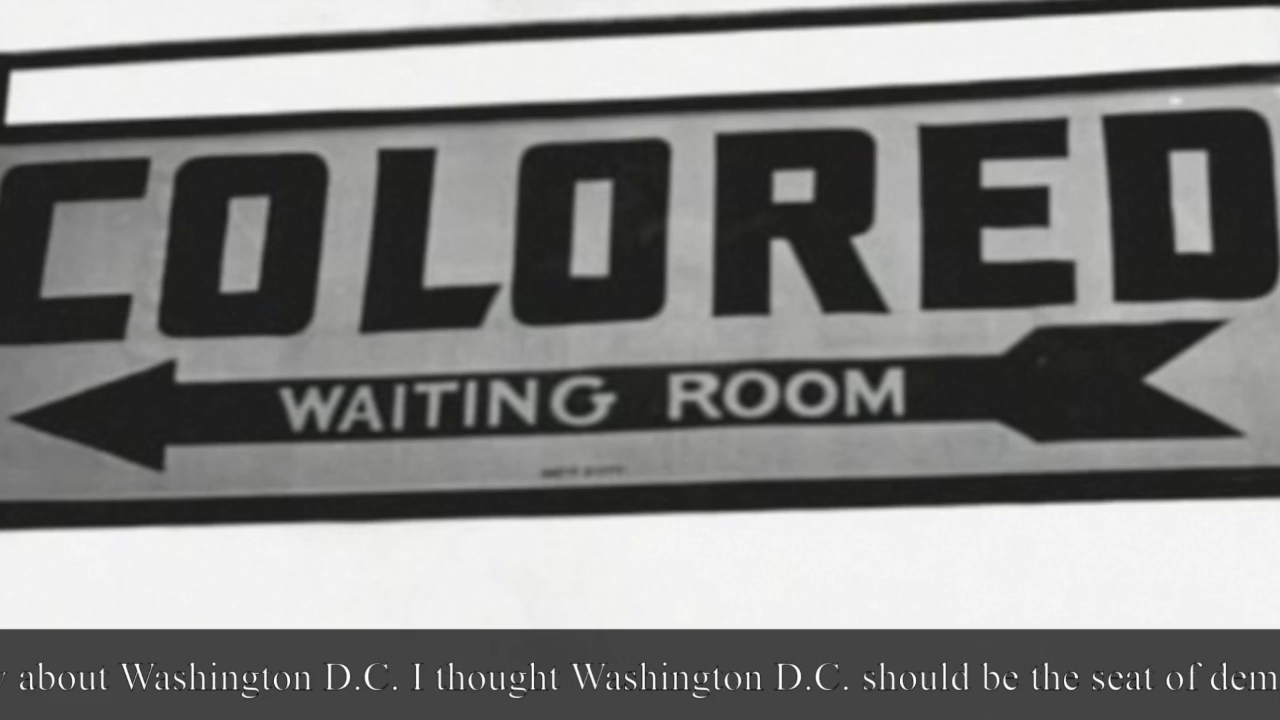 COLORED
WAITING ROOM
about Washington D.C. I thought Washington D.C. should be the seat of dem